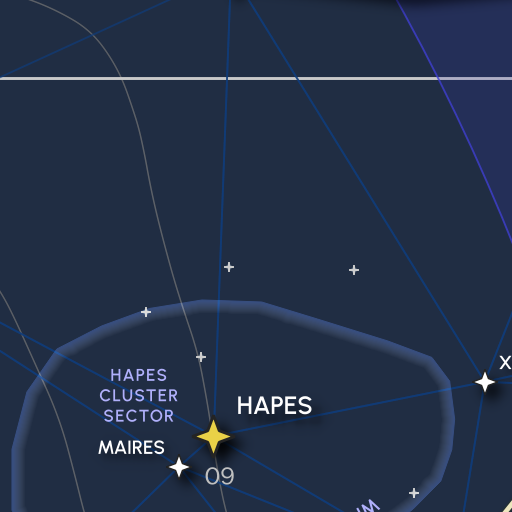 X
HAPES
CLUSTER
SECTOR
HAPES
MAIRES
09